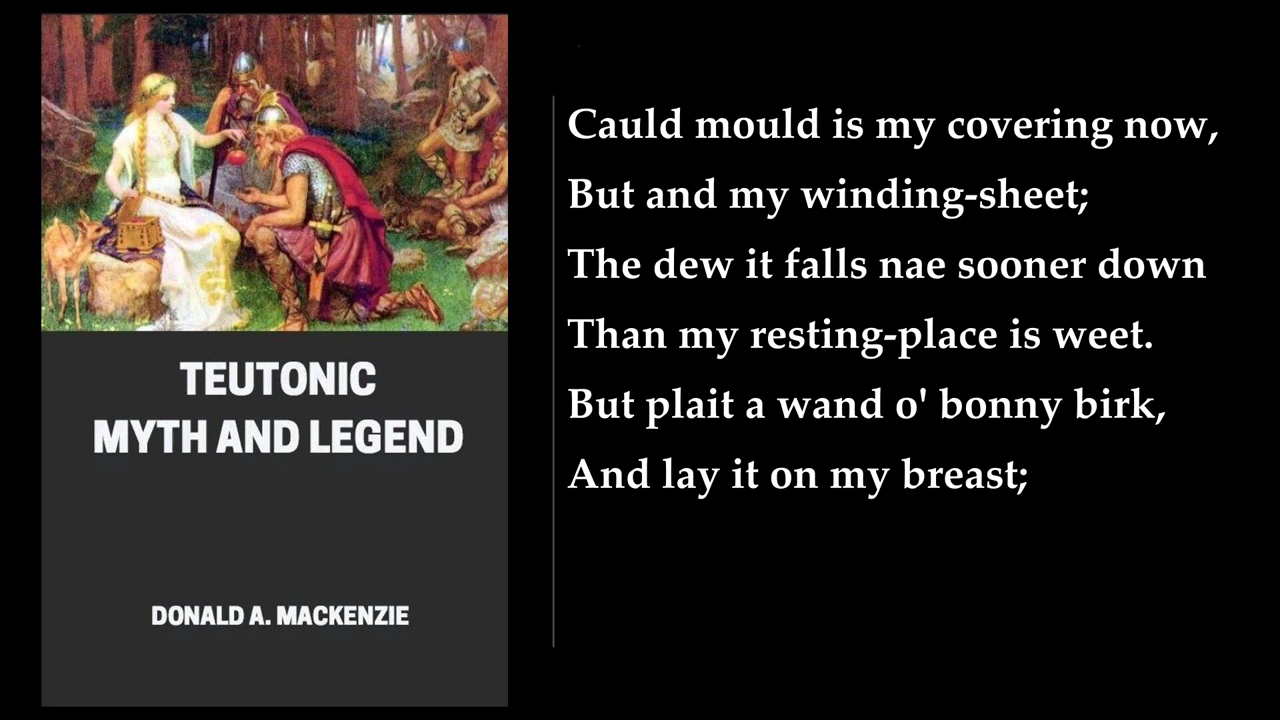 TEUTONIC
MYTH AND LEGEND
DONALD A. MACKENZIE
Cauld mould is my covering now,
But and my winding-sheet;
The dew it falls nae sooner down
Than my resting-place is weet.
But plait a wand o' bonny birk,
And lay it on my breast;